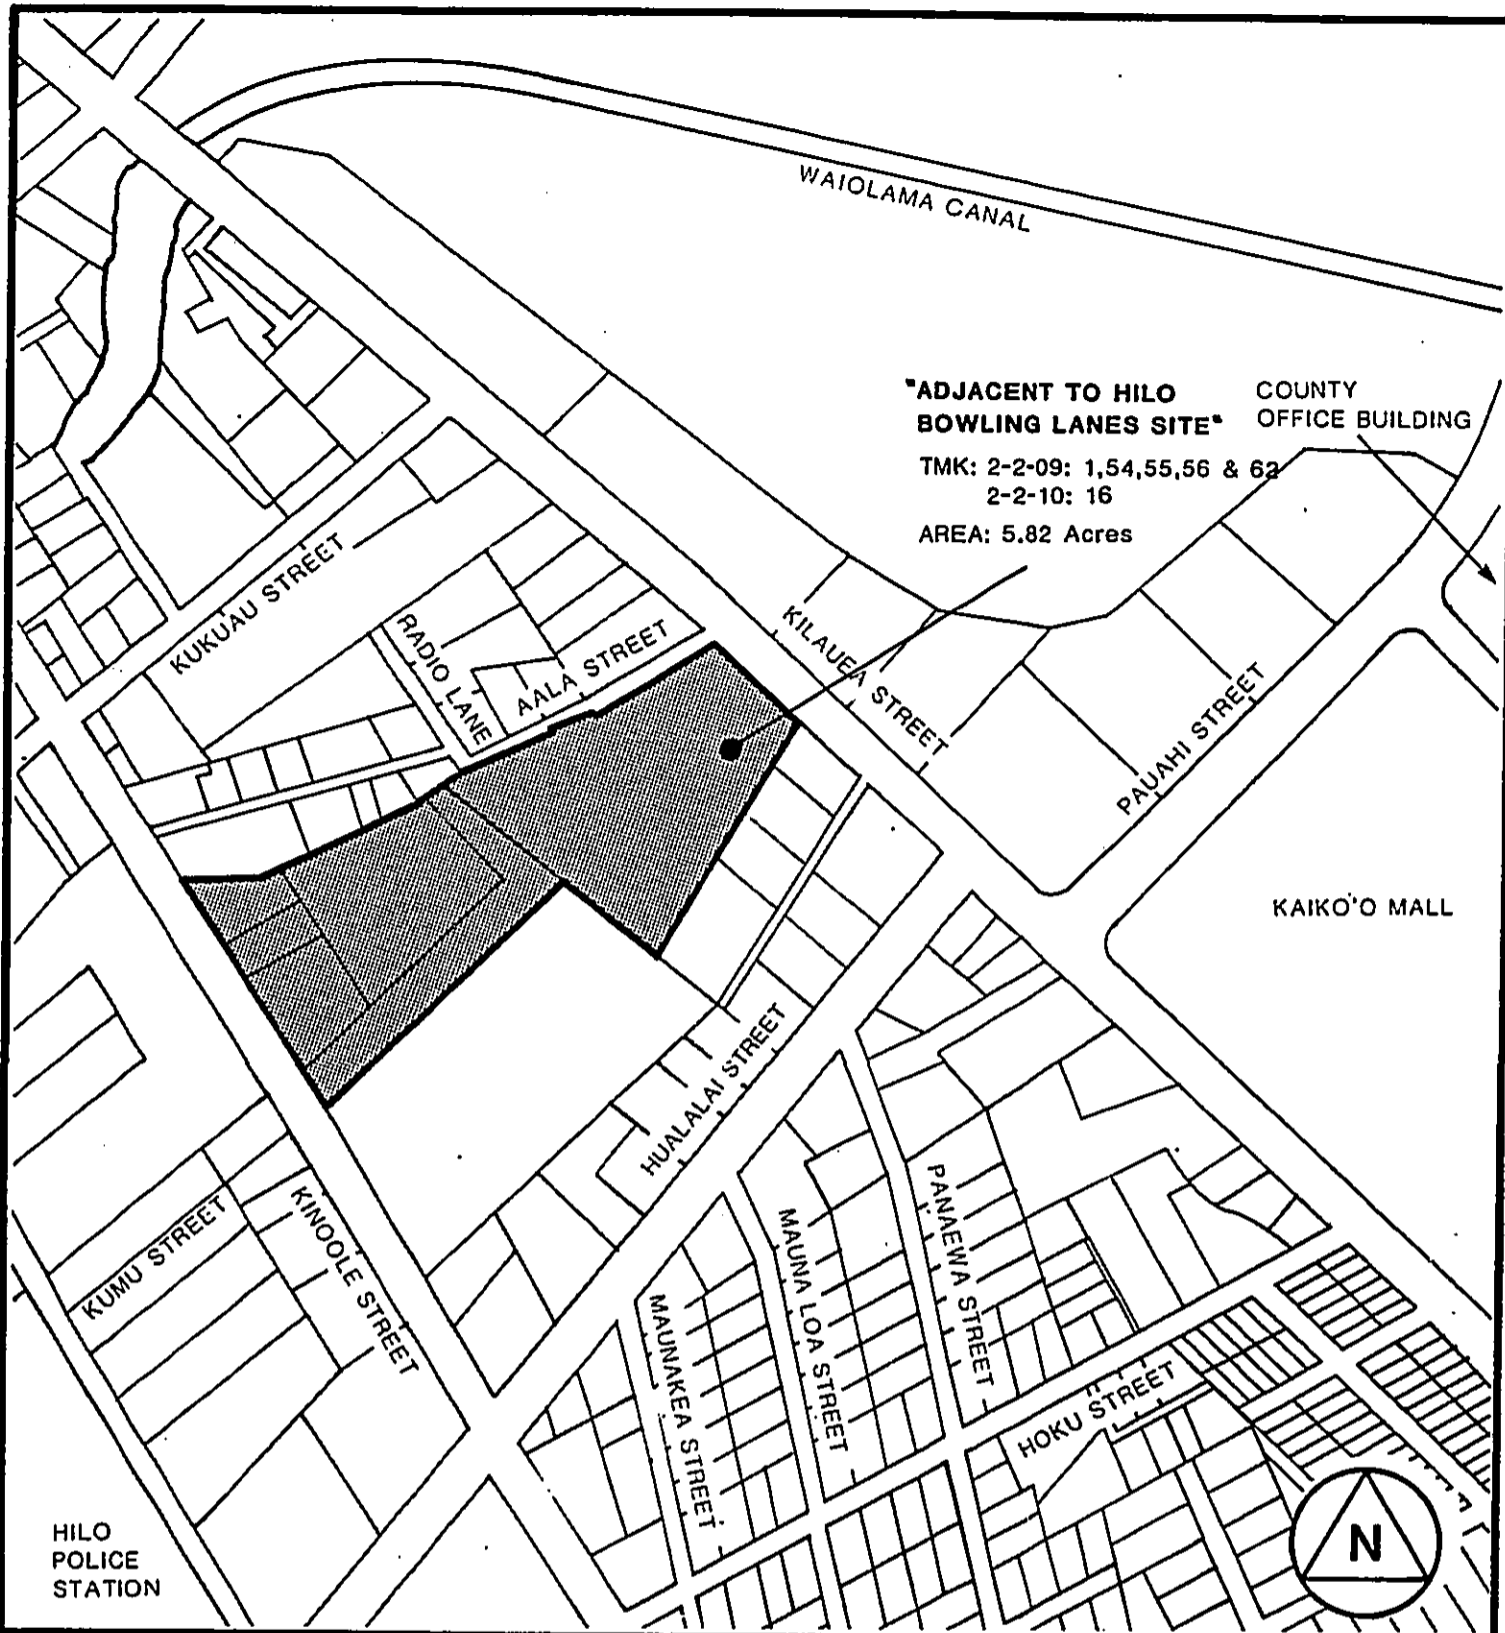 WAIOLAMA CANAL
"ADJACENT TO HILO
BOWLING LANES SITE"
TMK: 2-2-09: 1,54,55,56 & 62
2-2-10: 16
AREA: 5.82 Acres
COUNTY
OFFICE BUILDING
KUKUAU STREET
RADIO LANE
AALA STREET
KILAUEA STREET
PAUAHI STREET
KAIKO'O MALL
HUALALAI STREET
KUMU STREET
KINOOLE STREET
MAUNAKEA STREET
MAUNA LOA STREET
PANAEWA STREET
HOKU STREET
HILO
POLICE
STATION
N